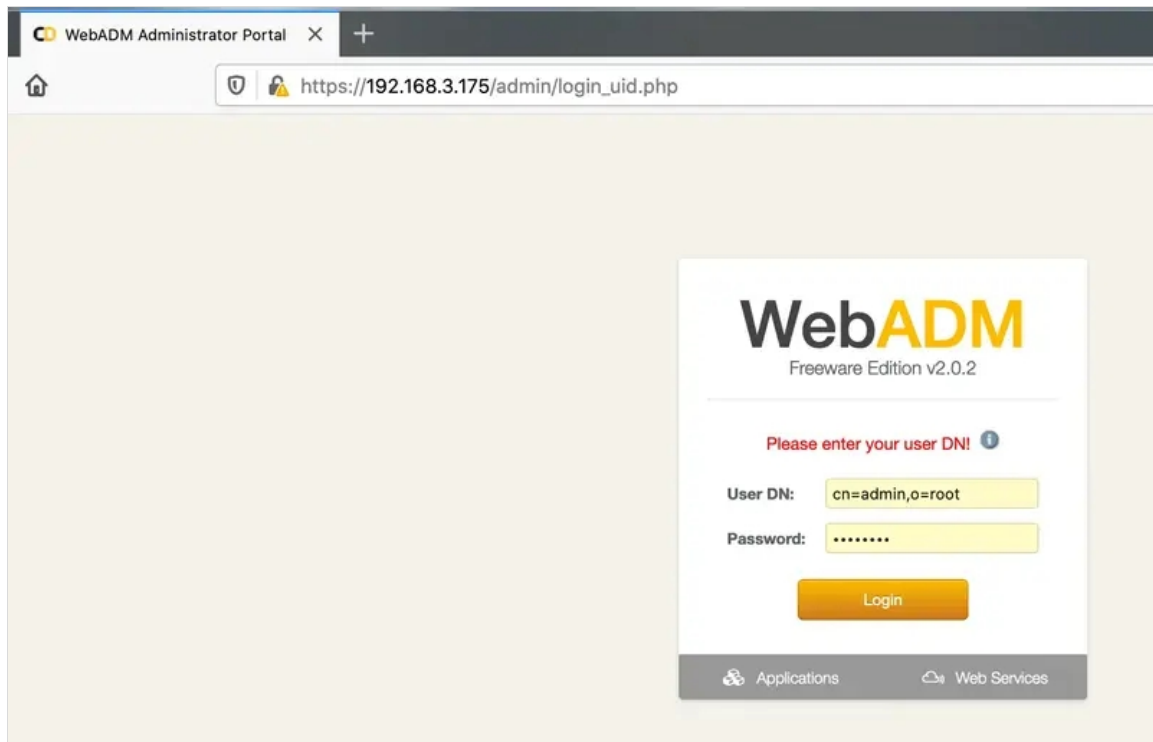 CD WebADM Administrator Portal
https://192.168.3.175/admin/login_uid.php
WebADM
Freeware Edition v2.0.2
Please enter your user DN!
User DN: cn=admin,o=root
Password: ••••••••
Login
Applications Web Services